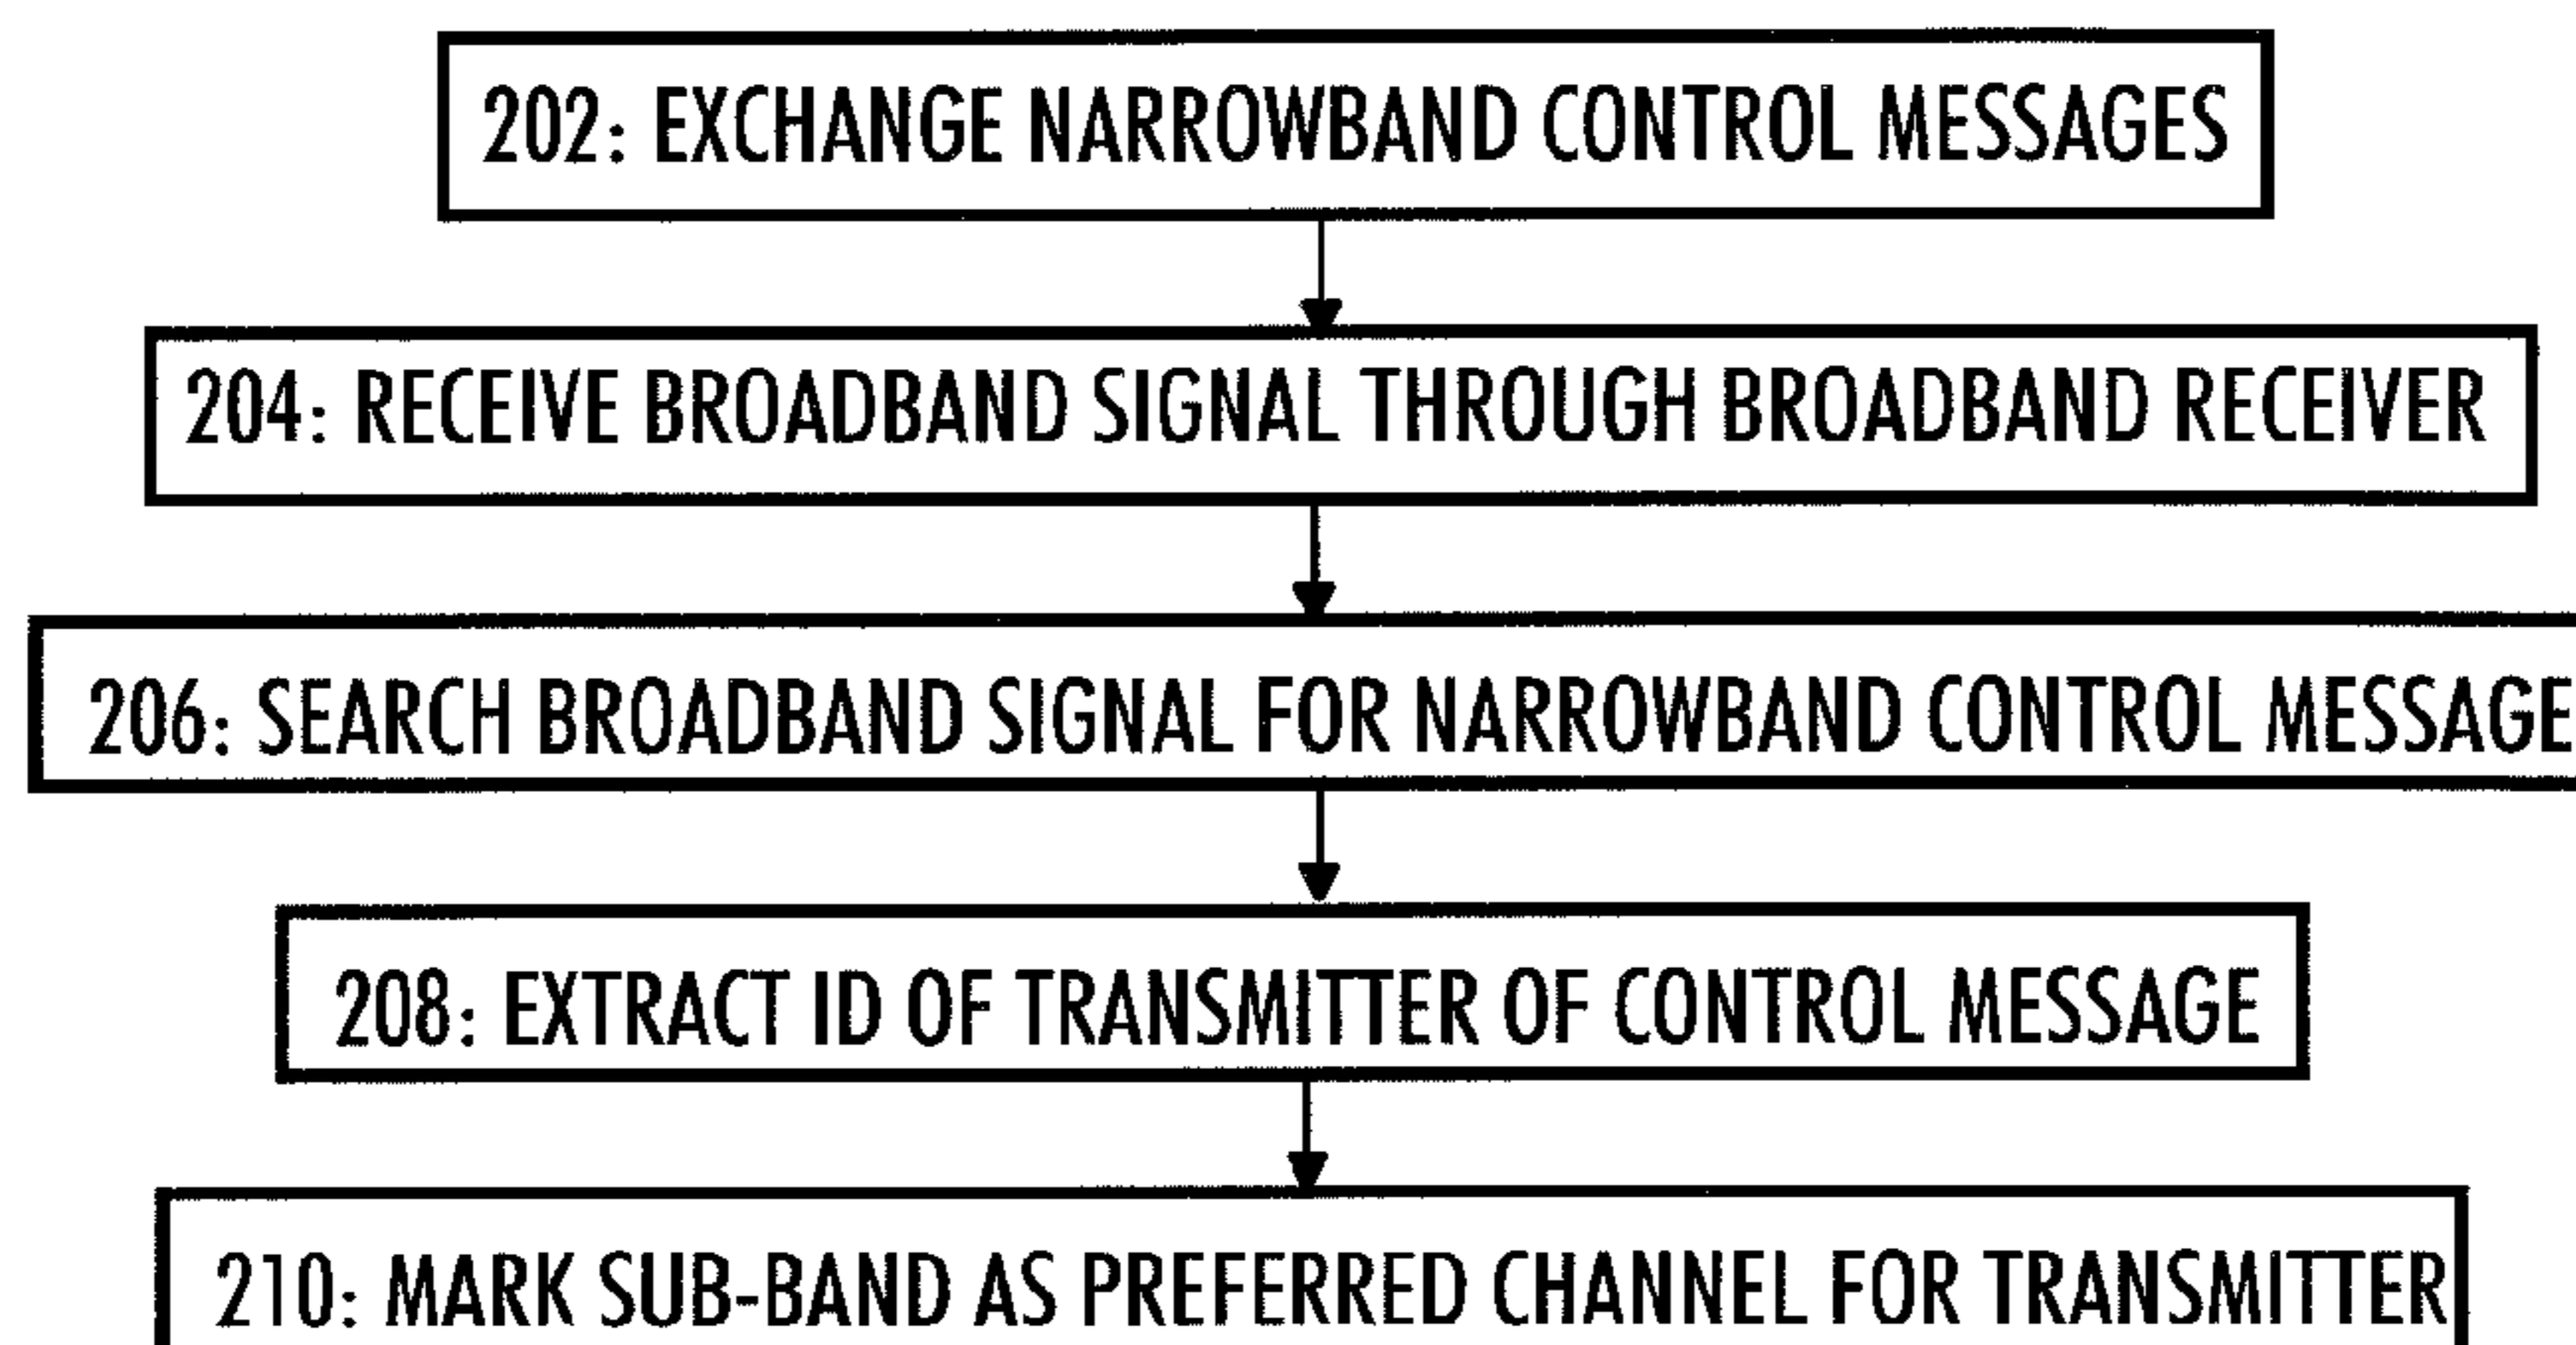 202: EXCHANGE NARROWBAND CONTROL MESSAGES
204: RECEIVE BROADBAND SIGNAL THROUGH BROADBAND RECEIVER
206: SEARCH BROADBAND SIGNAL FOR NARROWBAND CONTROL MESSAGE
208: EXTRACT ID OF TRANSMITTER OF CONTROL MESSAGE
210: MARK SUB-BAND AS PREFERRED CHANNEL FOR TRANSMITTER